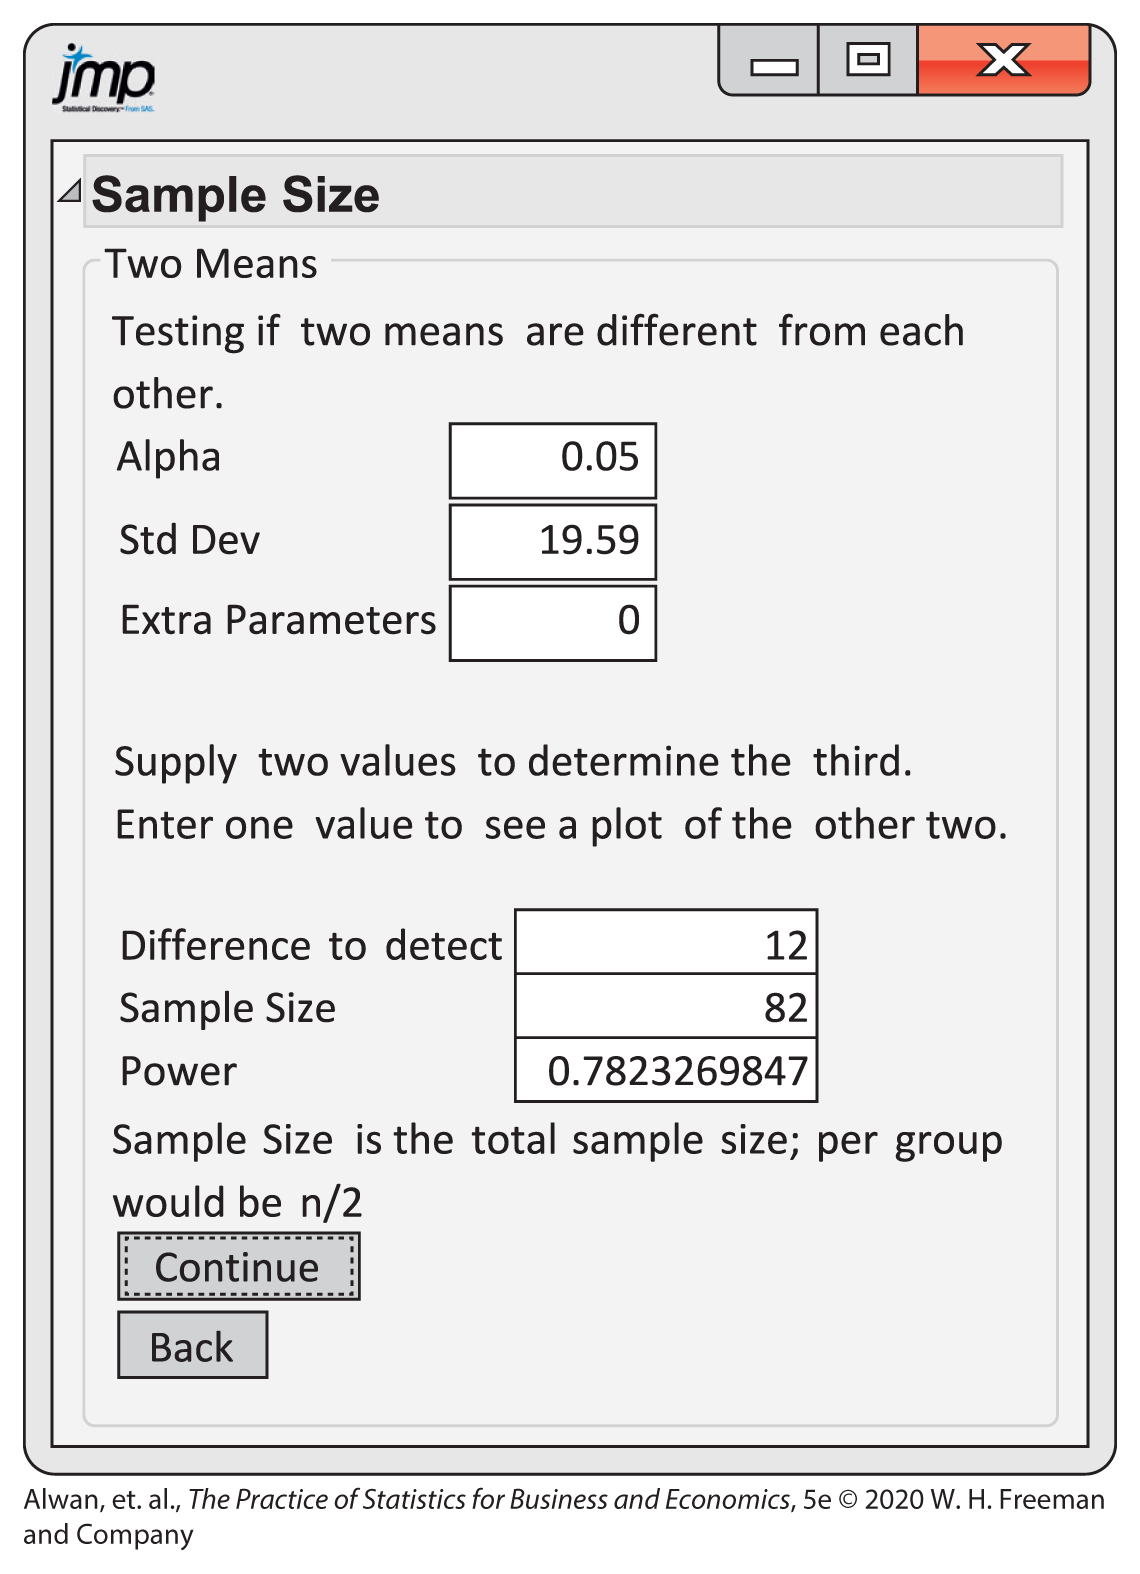 jmp
Statistical Discovery.™ From SAS.
X
Sample Size
Two Means
Testing if two means are different from each
other.
Alpha 0.05
Std Dev 19.59
Extra Parameters 0
Supply two values to determine the third.
Enter one value to see a plot of the other two.
Difference to detect 12
Sample Size 82
Power 0.7823269847
Sample Size is the total sample size; per group
would be n/2
Continue
Back
Alwan, et. al., The Practice of Statistics for Business and Economics, 5e © 2020 W. H. Freeman
and Company